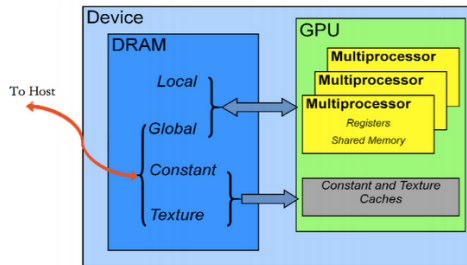 Device
DRAM
Local
Global
Constant
Texture
To Host
GPU
Multiprocessor
Multiprocessor
Multiprocessor
Registers
Shared Memory
Constant and Texture
Caches